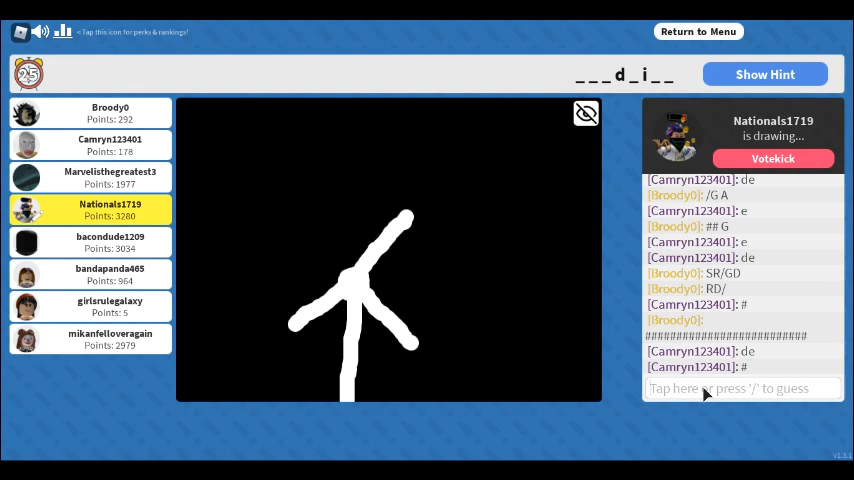 < Tap this icon for perks & rankings!
Return to Menu
25
_ _ _ d _ i _ _
Show Hint
Broody0
Points: 292
Camryn123401
Points: 178
Marvelisthegreatest3
Points: 1977
Nationals1719
Points: 3280
bacondude1209
Points: 3034
bandapanda465
Points: 964
girlsrulegalaxy
Points: 5
mikanfelloveragain
Points: 2979
Nationals1719
is drawing...
Votekick
[Camryn123401]: de
[Broody0]: /G A
[Camryn123401]: e
[Broody0]: ## G
[Camryn123401]: e
[Camryn123401]: de
[Broody0]: SR/GD
[Broody0]: RD/
[Camryn123401]: #
[Broody0]:
##########################
[Camryn123401]: de
[Camryn123401]: #
Tap here or press '/' to guess
v1.3.1